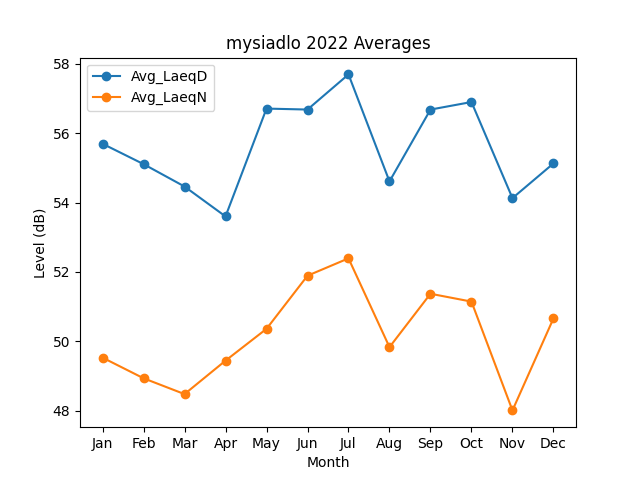 mysiadlo 2022 Averages
Avg_LaeqD
Avg_LaeqN
58
56
54
52
50
48
Level (dB)
Jan Feb Mar Apr May Jun Jul Aug Sep Oct Nov Dec
Month